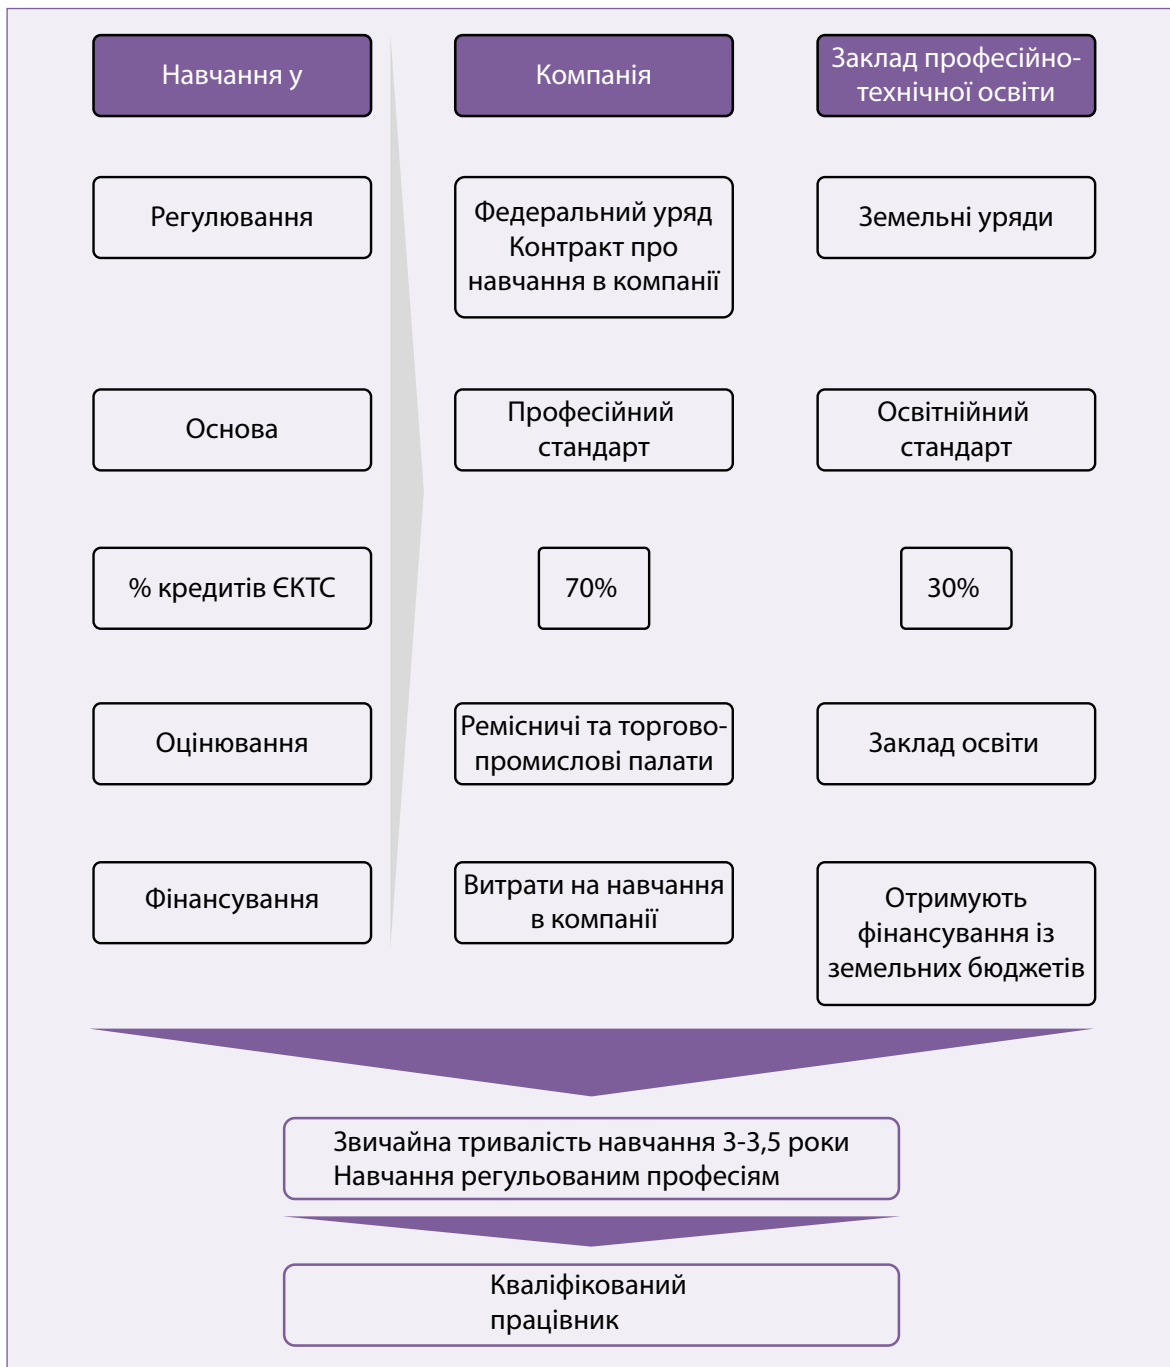 Навчання у
Компанія
Заклад професійно-
технічної освіти
Регулювання
Федеральний уряд
Контракт про
навчання в компанії
Земельні уряди
Основа
Професійний
стандарт
Освітнійний
стандарт
% кредитів ЄКТС
70%
30%
Оцінювання
Ремісничі та торгово-
промислові палати
Заклад освіти
Фінансування
Витрати на навчання
в компанії
Отримують
фінансування із
земельних бюджетів
Звичайна тривалість навчання 3-3,5 роки
Навчання регульованим професіям
Кваліфікований
працівник